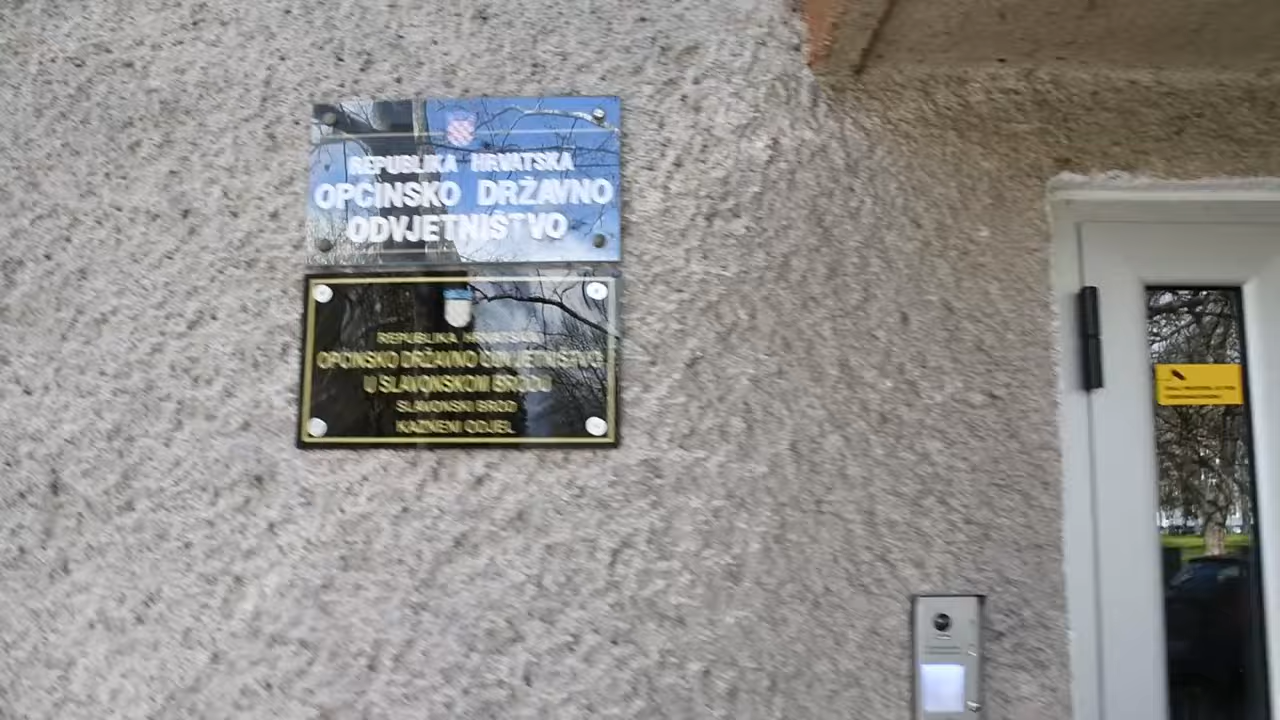 REPUBLIKA HRVATSKA
OPĆINSKO DRŽAVNO
ODVJETNIŠTVO
REPUBLIKA HRVATSKA
OPĆINSKO DRŽAVNO ODVJETNIŠTVO
U SLAVONSKOM BRODU
SLAVONSKI BROD
KAZNENI ODJEL